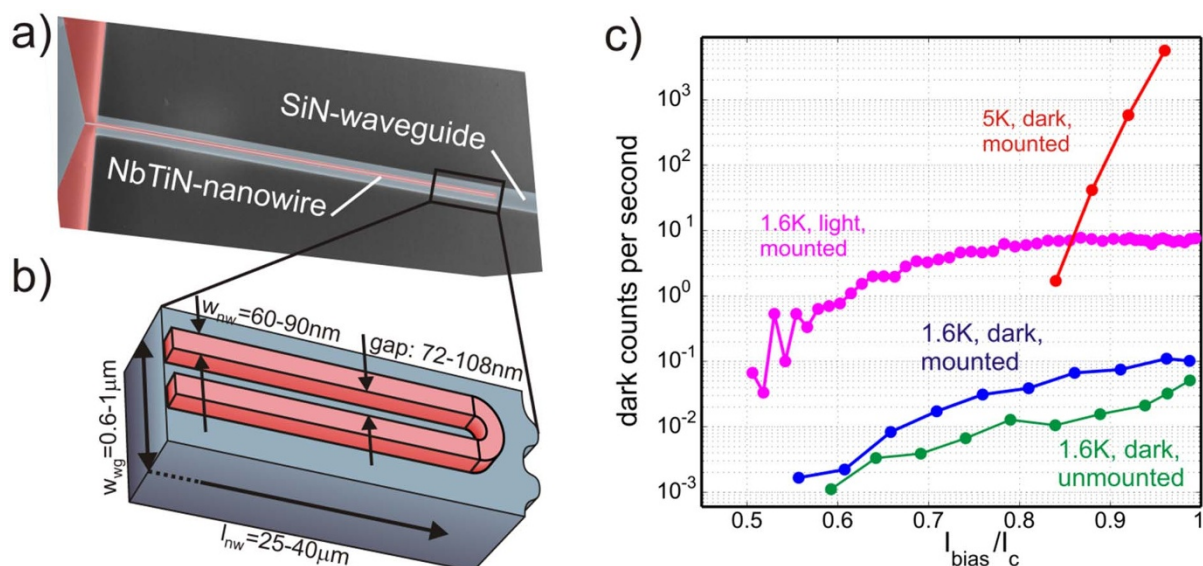 a)
SiN-waveguide
NbTiN-nanowire
b)
w_nw=60-90nm
gap: 72-108nm
w_wg=0.6-1μm
l_nw=25-40μm
c)
dark counts per second
10^3
10^2
10^1
10^0
10^-1
10^-2
10^-3
5K, dark,
mounted
1.6K, light,
mounted
1.6K, dark,
mounted
1.6K, dark,
unmounted
0.5 0.6 0.7 0.8 0.9 1
I_bias/I_c